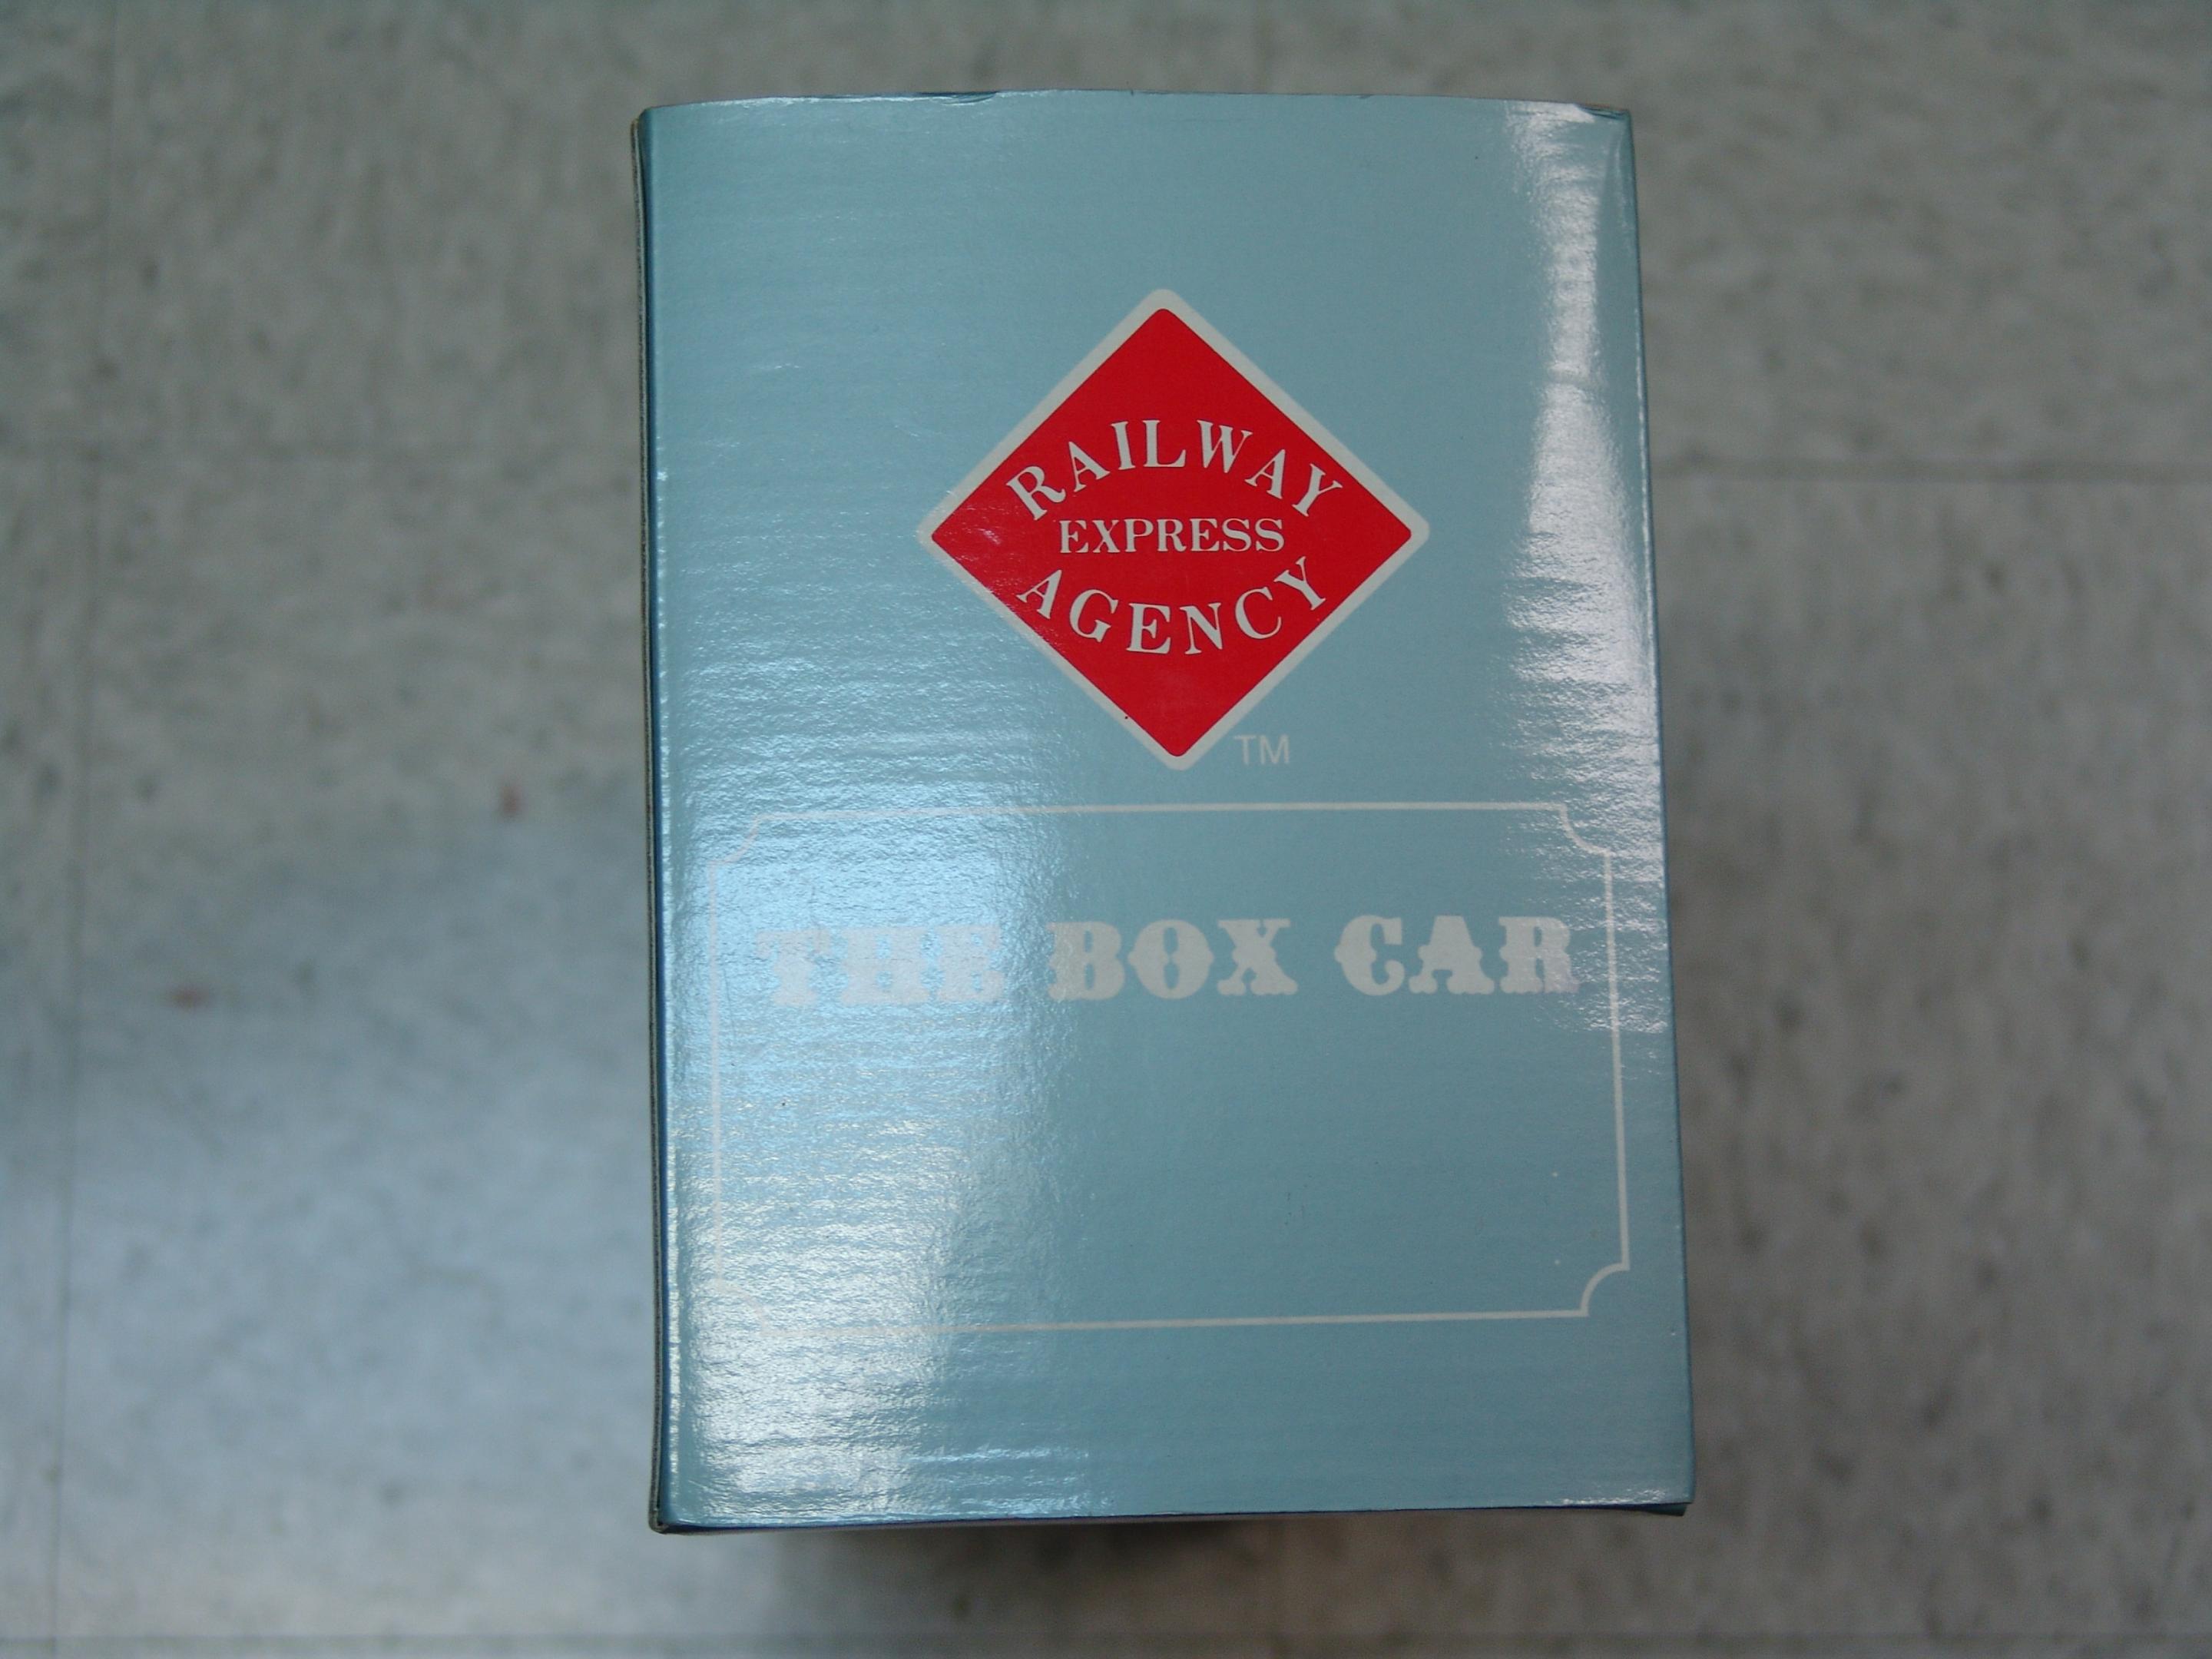 RAILWAY
EXPRESS
AGENCY
TM
THE BOX CAR